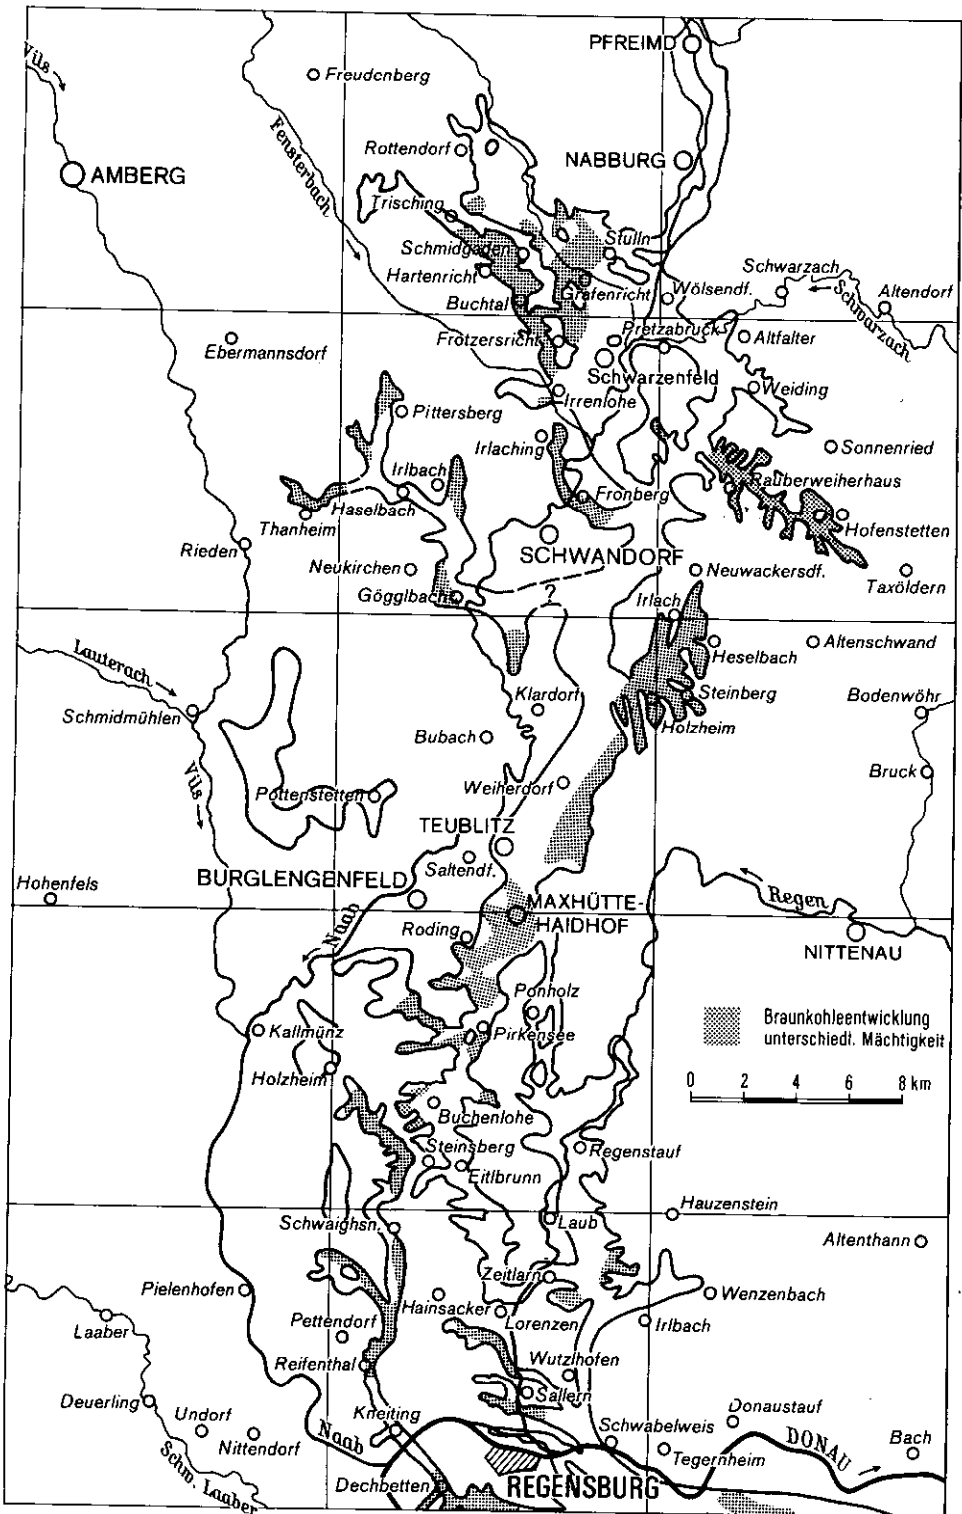 PFREIMD
Vils
Freudenberg
Fensterbach
Rottendorf
NABBURG
AMBERG
Trisching
Stulln
Schmidgaden
Hartenricht
Schwarzach
Grafenricht
Wölsendf.
Altendorf
Buchtal
Schwarzach
Pretzabruck
Frotzersricht
Altfalter
Ebermannsdorf
Schwarzenfeld
Weiding
Irrenlohe
Pittersberg
Irlaching
Sonnenried
Irlbach
Rauberweiherhaus
Fronberg
Haselbach
Thanheim
Hofenstetten
Rieden
SCHWANDORF
Neukirchen
Neuwackersdf.
Taxöldern
Gögglbach
?
Irlach
Lauterach
Heselbach
Altenschwand
Steinberg
Bodenwöhr
Klardorf
Schmidmühlen
Holzheim
Bubach
Vils
Bruck
Weiherdorf
Pottenstetten
TEUBLITZ
Saltendf.
BURGLENGENFELD
Hohenfels
Regen
MAXHÜTTE-
HAIDHOF
Naab
Roding
NITTENAU
Ponholz
Braunkohleentwicklung
unterschiedl. Mächtigkeit
Kallmünz
Pirkensee
Holzheim
0 2 4 6 8 km
Buchenlohe
Steinsberg
Regenstauf
Eitlbrunn
Hauzenstein
Schwaighsn.
Laub
Altenthann
Zeitlarn
Pielenhofen
Hainsacker
Wenzenbach
Laaber
Lorenzen
Irlbach
Pettendorf
Reifenthal
Wutzlhofen
Sallern
Deuerling
Undorf
Kneiting
Donaustauf
Naab
Schwabelweis
DONAU
Bach
Nittendorf
Tegernheim
Schw. Laaber
Dechbetten
REGENSBURG